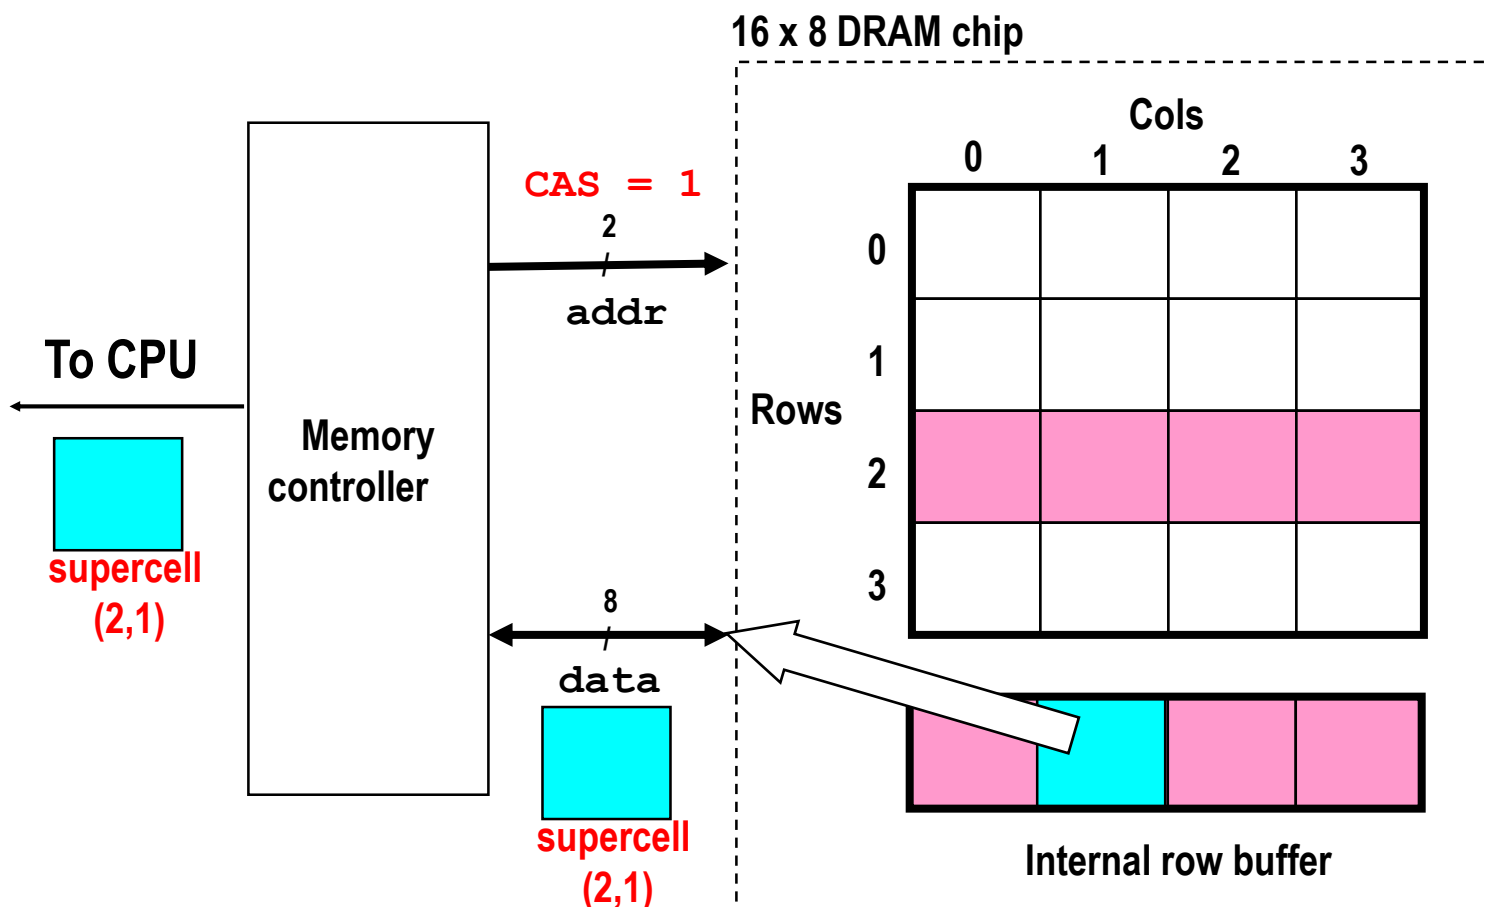 16 x 8 DRAM chip
Cols
0 1 2 3
CAS = 1
2
addr
0
1
Rows
2
3
To CPU
Memory
controller
supercell
(2,1)
8
data
supercell
(2,1)
Internal row buffer